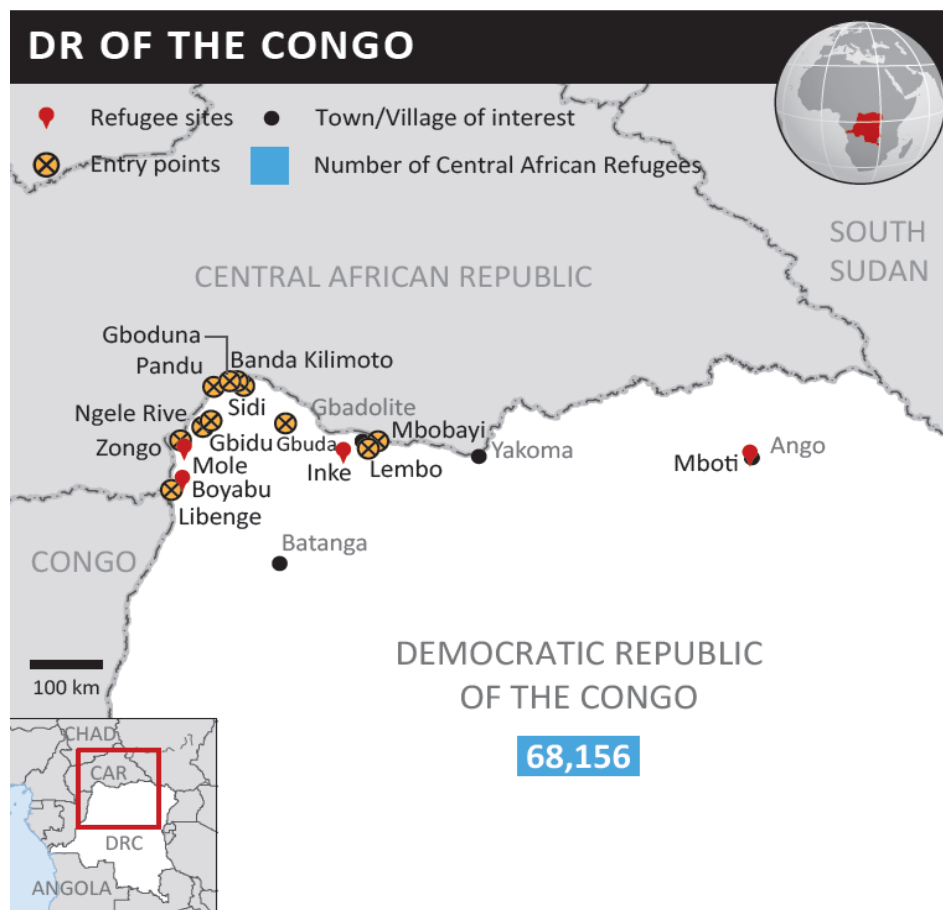 DR OF THE CONGO
Refugee sites
Town/Village of interest
Entry points
Number of Central African Refugees
SOUTH
SUDAN
CENTRAL AFRICAN REPUBLIC
Gboduna
Pandu
Banda Kilimoto
Ngele Rive
Sidi
Gbadolite
Zongo
Gbidu
Gbuda
Mbobayi
Yakoma
Mole
Inke
Lembo
Mboti
Ango
Boyabu
Libenge
Batanga
CONGO
DEMOCRATIC REPUBLIC
OF THE CONGO
100 km
68,156
CHAD
CAR
DRC
ANGOLA